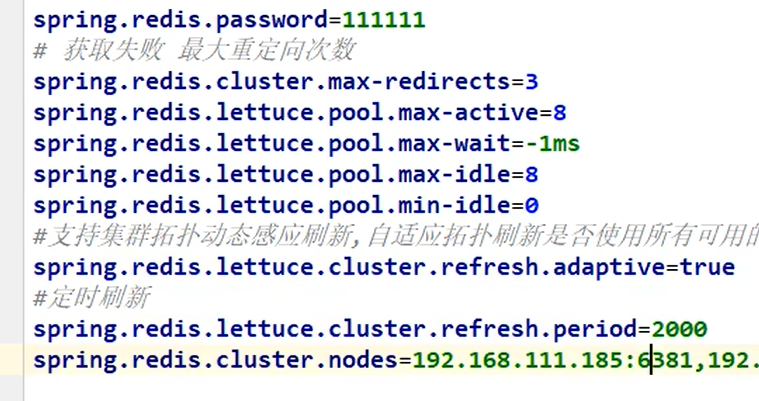 spring.redis.password=111111
# 获取失败 最大重定向次数
spring.redis.cluster.max-redirects=3
spring.redis.lettuce.pool.max-active=8
spring.redis.lettuce.pool.max-wait=-1ms
spring.redis.lettuce.pool.max-idle=8
spring.redis.lettuce.pool.min-idle=0
#支持集群拓扑动态感应刷新,自适应拓扑刷新是否使用所有可用的
spring.redis.lettuce.cluster.refresh.adaptive=true
#定时刷新
spring.redis.lettuce.cluster.refresh.period=2000
spring.redis.cluster.nodes=192.168.111.185:6381,192.